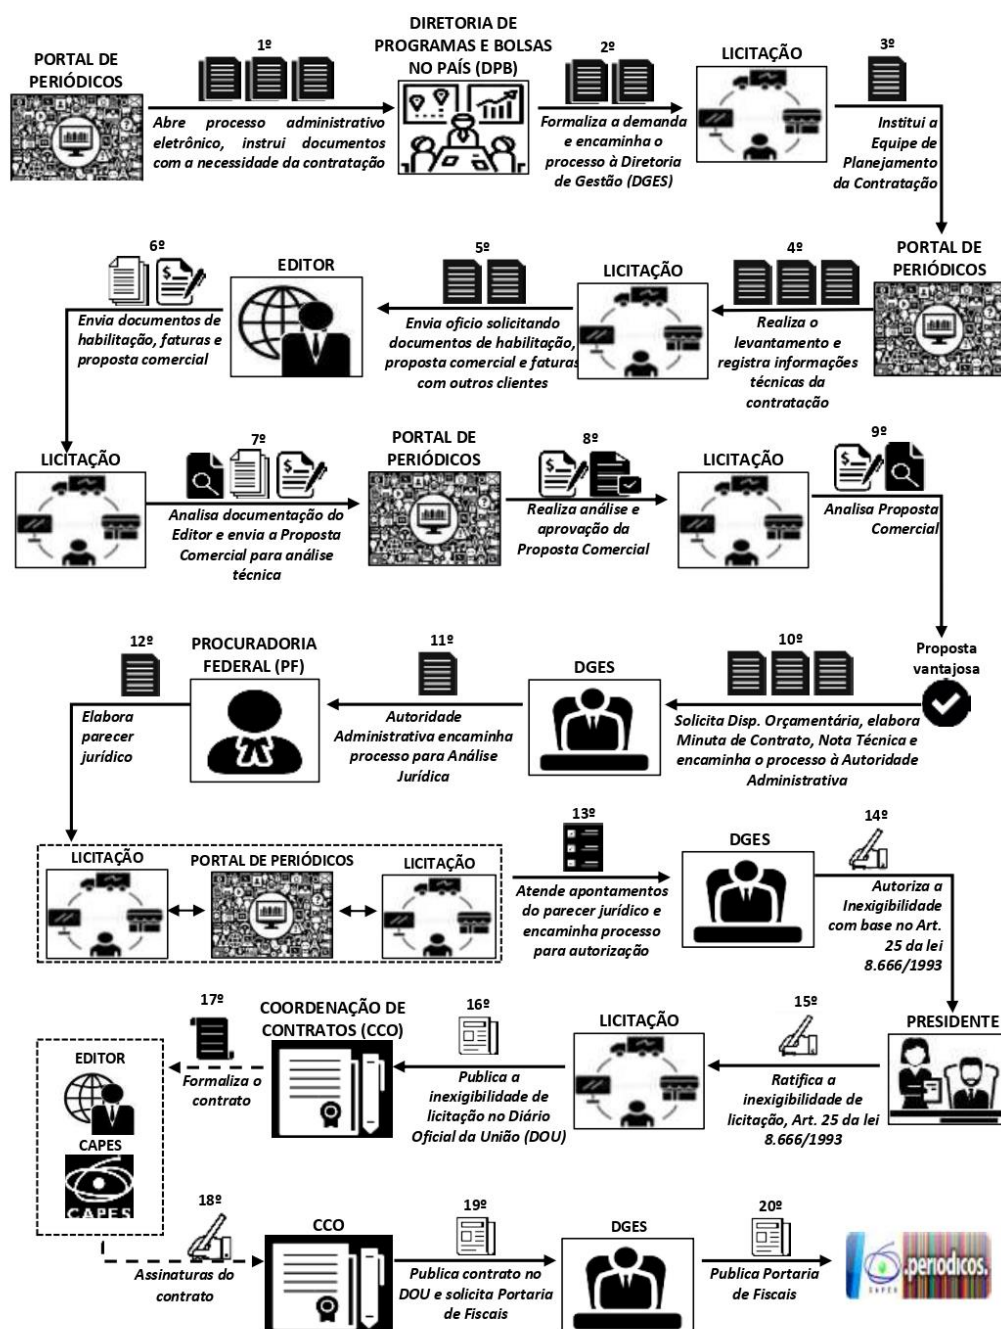 PORTAL DE
PERIÓDICOS
1º
Abre processo administrativo
eletrônico, instrui documentos
com a necessidade da contratação
DIRETORIA DE
PROGRAMAS E BOLSAS
NO PAÍS (DPB)
2º
Formaliza a demanda
e encaminha o
processo à Diretoria
de Gestão (DGES)
LICITAÇÃO
3º
Institui a
Equipe de
Planejamento
da Contratação
PORTAL DE
PERIÓDICOS
4º
Realiza o
levantamento e
registra informações
técnicas da
contratação
LICITAÇÃO
5º
Envia oficio solicitando
documentos de habilitação,
proposta comercial e faturas
com outros clientes
EDITOR
6º
Envia documentos de
habilitação, faturas e
proposta comercial
LICITAÇÃO
7º
Analisa documentação do
Editor e envia a Proposta
Comercial para análise
técnica
PORTAL DE
PERIÓDICOS
8º
Realiza análise e
aprovação da
Proposta Comercial
LICITAÇÃO
9º
Analisa Proposta
Comercial
Proposta
vantajosa
10º
Solicita Disp. Orçamentária, elabora
Minuta de Contrato, Nota Técnica e
encaminha o processo à Autoridade
Administrativa
DGES
11º
Autoridade
Administrativa encaminha
processo para Análise
Jurídica
PROCURADORIA
FEDERAL (PF)
12º
Elabora
parecer
jurídico
LICITAÇÃO
PORTAL DE PERIÓDICOS
LICITAÇÃO
13º
Atende apontamentos
do parecer jurídico e
encaminha processo
para autorização
DGES
14º
Autoriza a
Inexigibilidade
com base no Art.
25 da lei
8.666/1993
PRESIDENTE
15º
Ratifica a
inexigibilidade de
licitação, Art. 25 da lei
8.666/1993
LICITAÇÃO
16º
Publica a
inexigibilidade de
licitação no Diário
Oficial da União (DOU)
COORDENAÇÃO DE
CONTRATOS (CCO)
17º
Formaliza o
contrato
EDITOR
CAPES
CAPES
18º
Assinaturas do
contrato
CCO
19º
Publica contrato no
DOU e solicita Portaria
de Fiscais
DGES
20º
Publica Portaria
de Fiscais
.periodicos.
CAPES